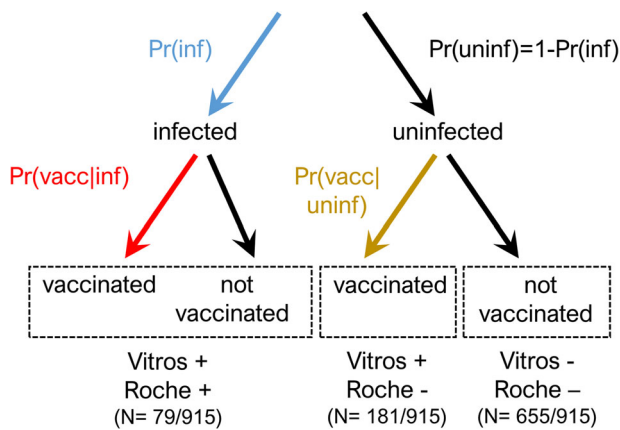 Pr(inf)
Pr(uninf)=1-Pr(inf)
infected
uninfected
Pr(vacc|inf)
Pr(vacc|
uninf)
vaccinated
not
vaccinated
vaccinated
not
vaccinated
Vitros +
Roche +
(N= 79/915)
Vitros +
Roche -
(N= 181/915)
Vitros -
Roche –
(N= 655/915)